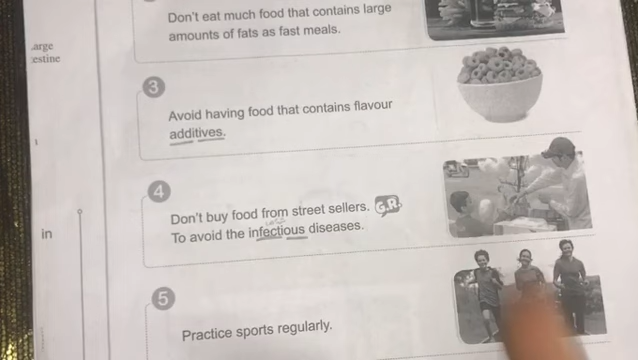 Don't eat much food that contains large
amounts of fats as fast meals.
3
Avoid having food that contains flavour
additives.
4
Don't buy food from street sellers. G.R.
To avoid the infectious diseases.
5
Practice sports regularly.
in